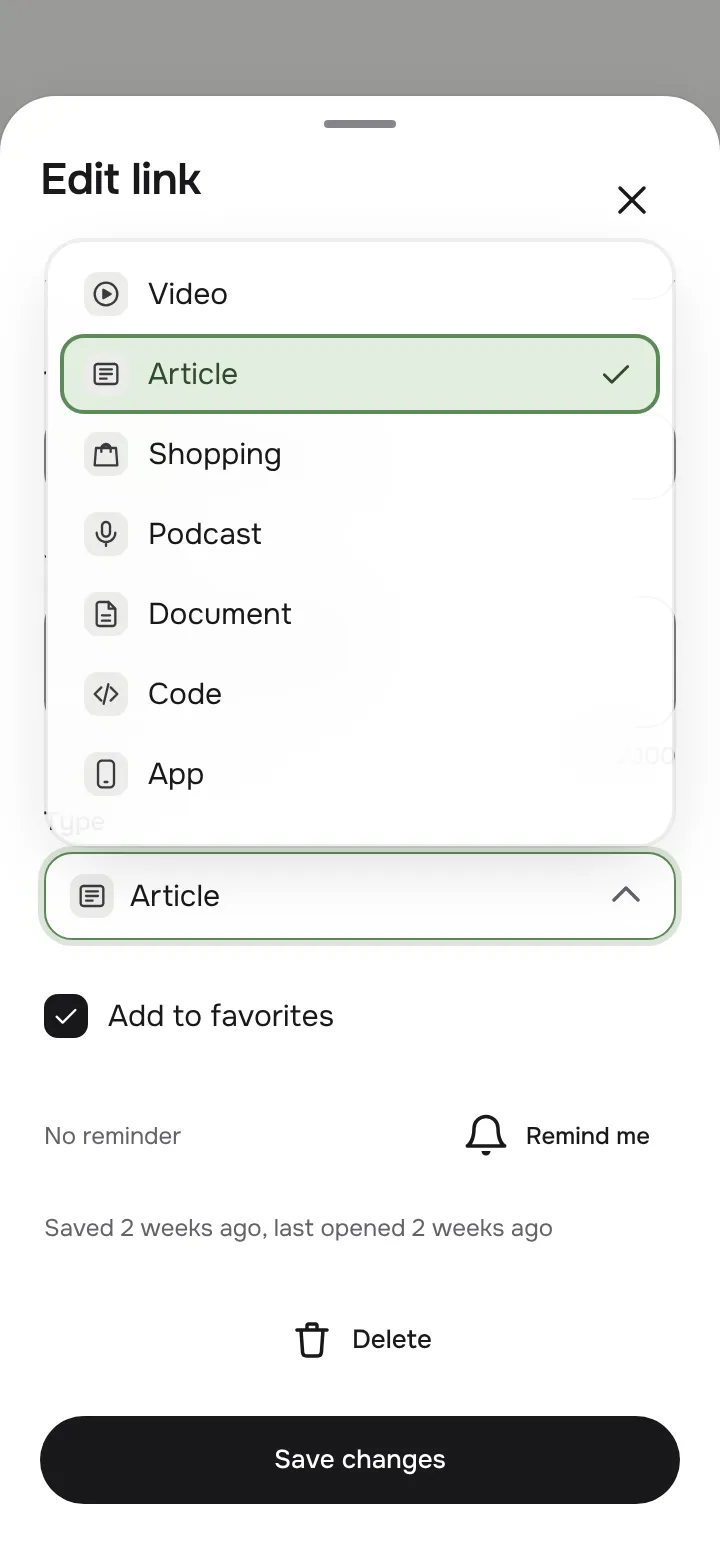 Edit link
Video
Article
Shopping
Podcast
Document
Code
App
Type
Article
Add to favorites
No reminder
Remind me
Saved 2 weeks ago, last opened 2 weeks ago
Delete
Save changes